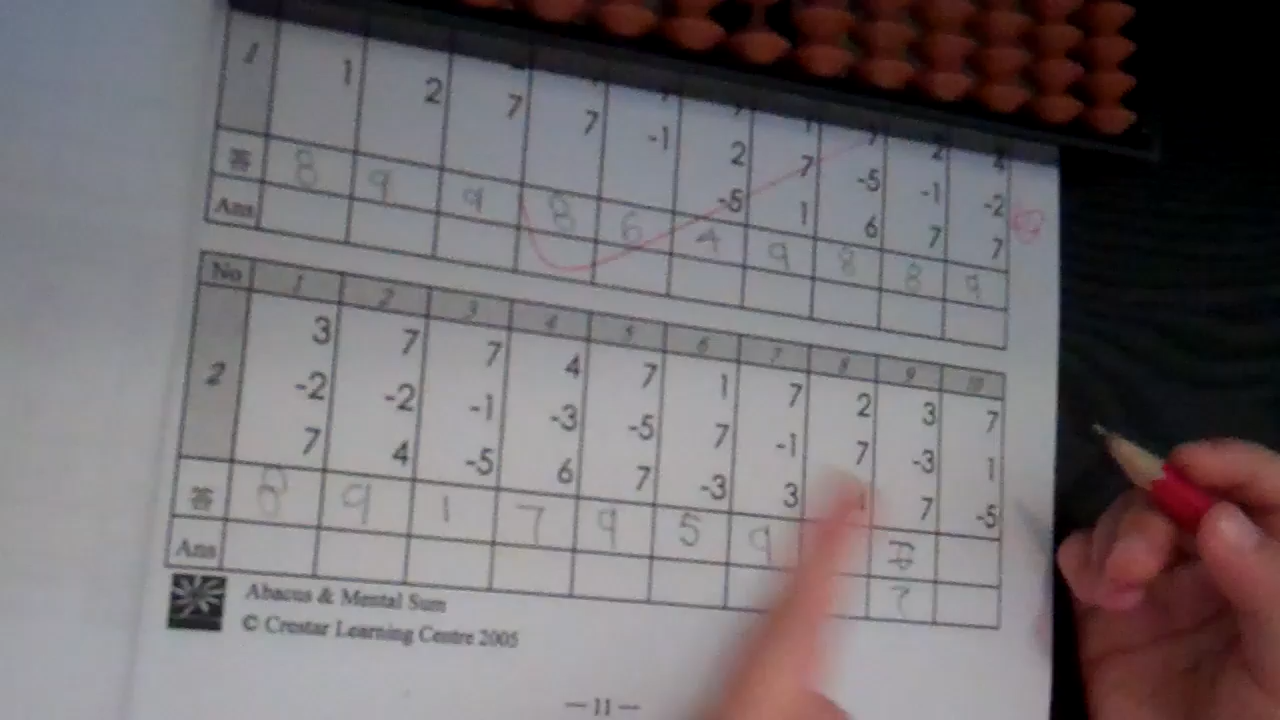 1 1 2 7 7 -1 2 7 -5 -1 -2
-5 1 6 7 7
答 8 9 9 8 6 4 9 8 8 9
Ans
No 1 2 3 4 5 6 7 8 9 10
3 7 7 4 7 1 7 2 3 7
2 -2 -2 -1 -3 -5 7 -1 7 -3 1
7 4 -5 6 7 -3 3 1 7 -5
答 8 9 1 7 9 5 9
Ans 7
Abacus & Mental Sum
© Crestar Learning Centre 2005
— 11 —